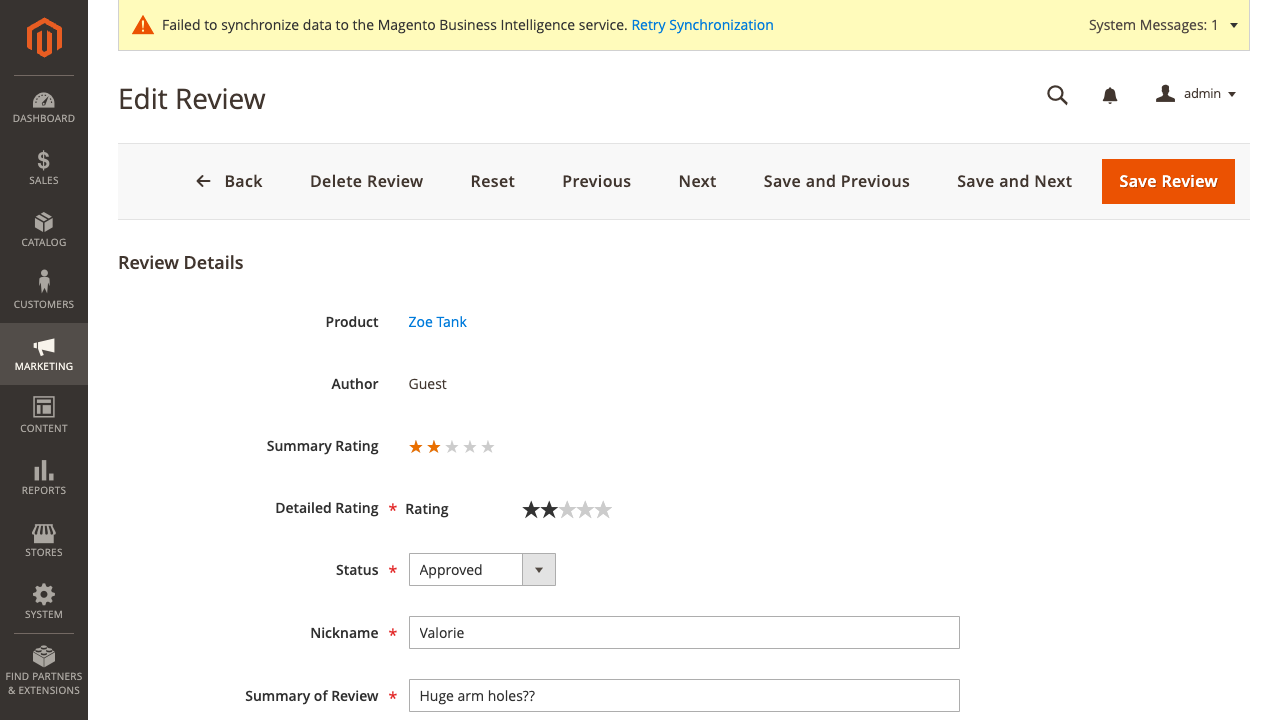 Failed to synchronize data to the Magento Business Intelligence service. Retry Synchronization
System Messages: 1
Edit Review
admin
Back
Delete Review
Reset
Previous
Next
Save and Previous
Save and Next
Save Review
DASHBOARD
SALES
CATALOG
CUSTOMERS
MARKETING
CONTENT
REPORTS
STORES
SYSTEM
FIND PARTNERS
& EXTENSIONS
Review Details
Product Zoe Tank
Author Guest
Summary Rating
Detailed Rating * Rating
Status * Approved
Nickname * Valorie
Summary of Review * Huge arm holes??